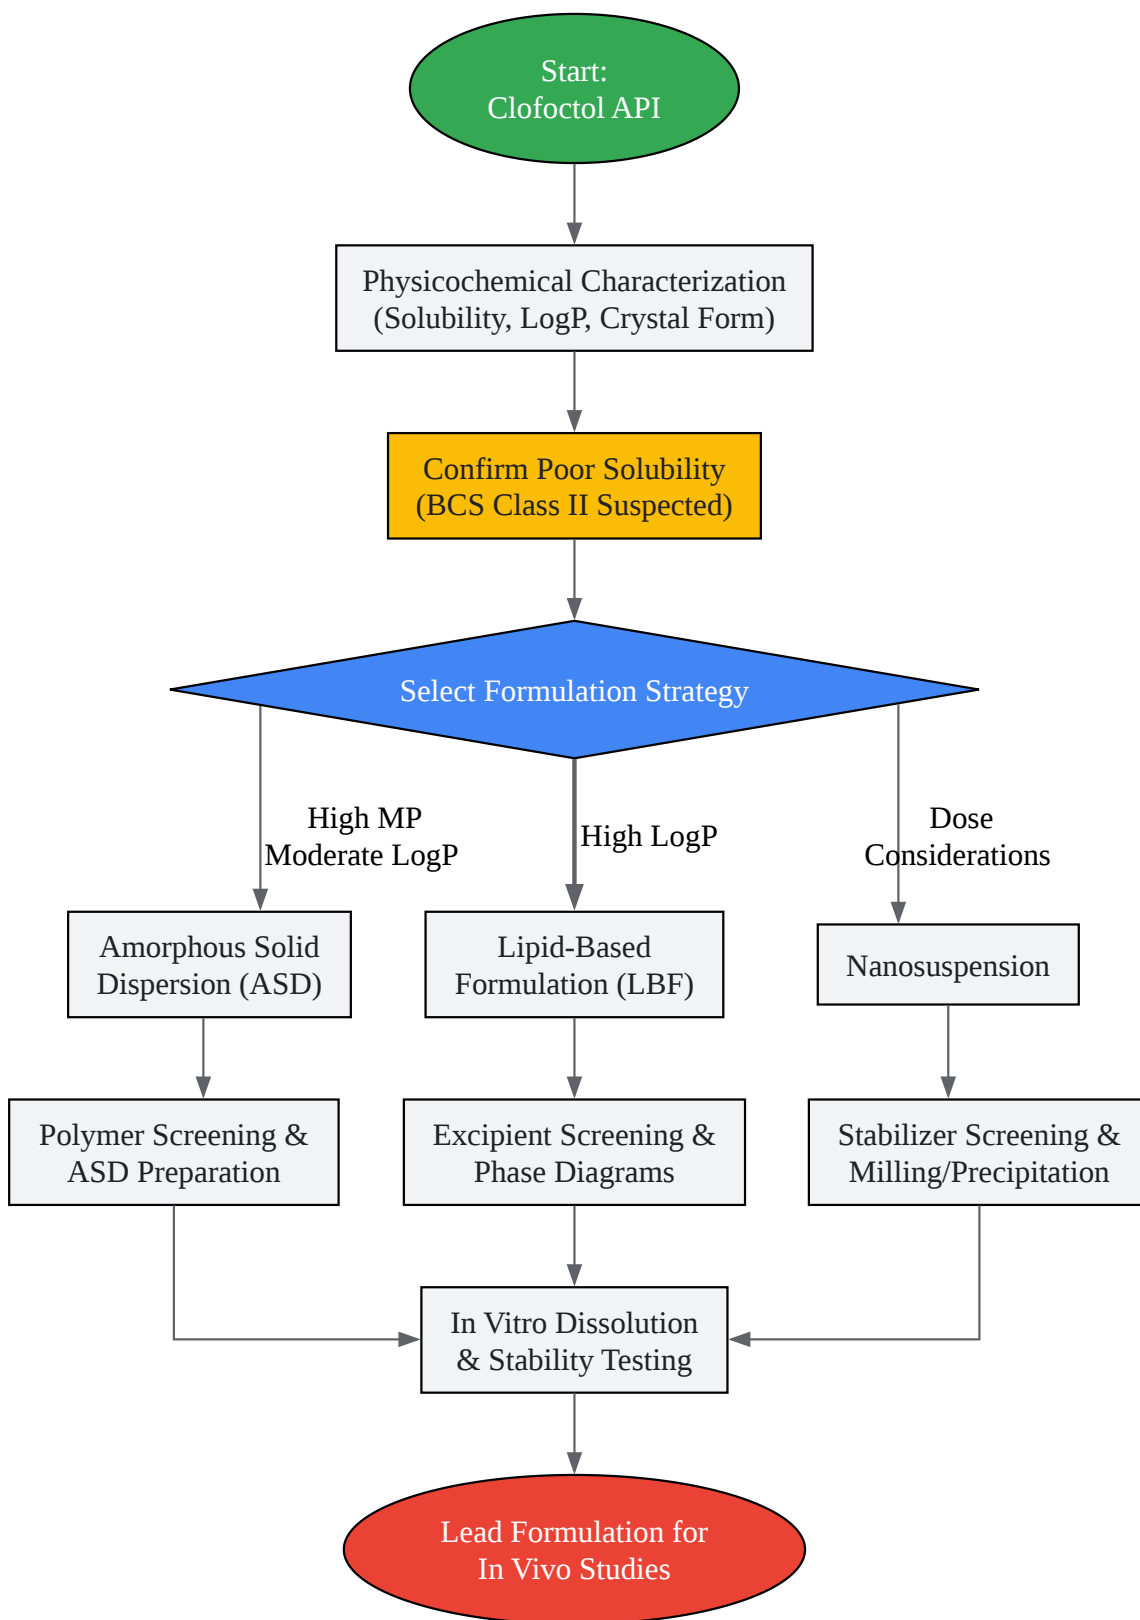 Start:
Clofoctol API
Physicochemical Characterization
(Solubility, LogP, Crystal Form)
Confirm Poor Solubility
(BCS Class II Suspected)
Select Formulation Strategy
High MP
Moderate LogP
High LogP
Dose
Considerations
Amorphous Solid
Dispersion (ASD)
Lipid-Based
Formulation (LBF)
Nanosuspension
Polymer Screening &
ASD Preparation
Excipient Screening &
Phase Diagrams
Stabilizer Screening &
Milling/Precipitation
In Vitro Dissolution
& Stability Testing
Lead Formulation for
In Vivo Studies